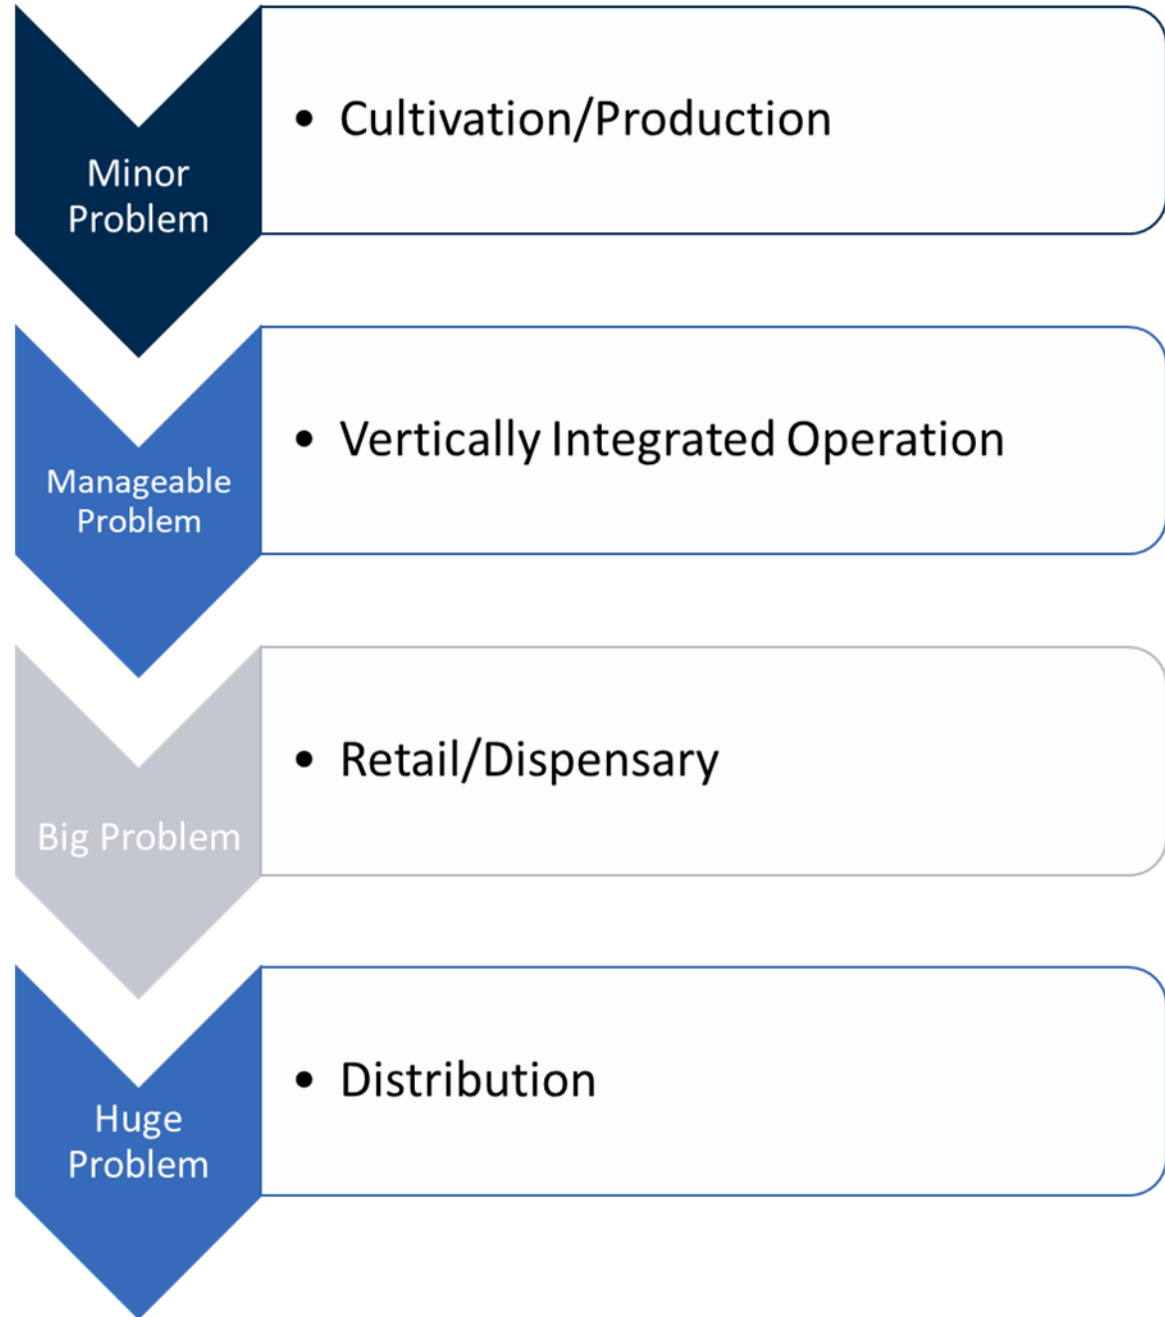 Minor
Problem
• Cultivation/Production
Manageable
Problem
• Vertically Integrated Operation
Big Problem
• Retail/Dispensary
Huge
Problem
• Distribution